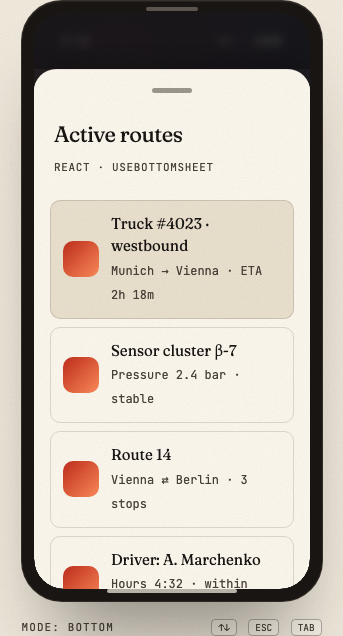 Active routes
REACT · USEBOTTOMSHEET
Truck #4023 ·
westbound
Munich → Vienna · ETA
2h 18m
Sensor cluster β-7
Pressure 2.4 bar ·
stable
Route 14
Vienna ⇄ Berlin · 3
stops
Driver: A. Marchenko
Hours 4:32 · within
MODE: BOTTOM ↑↓ ESC TAB